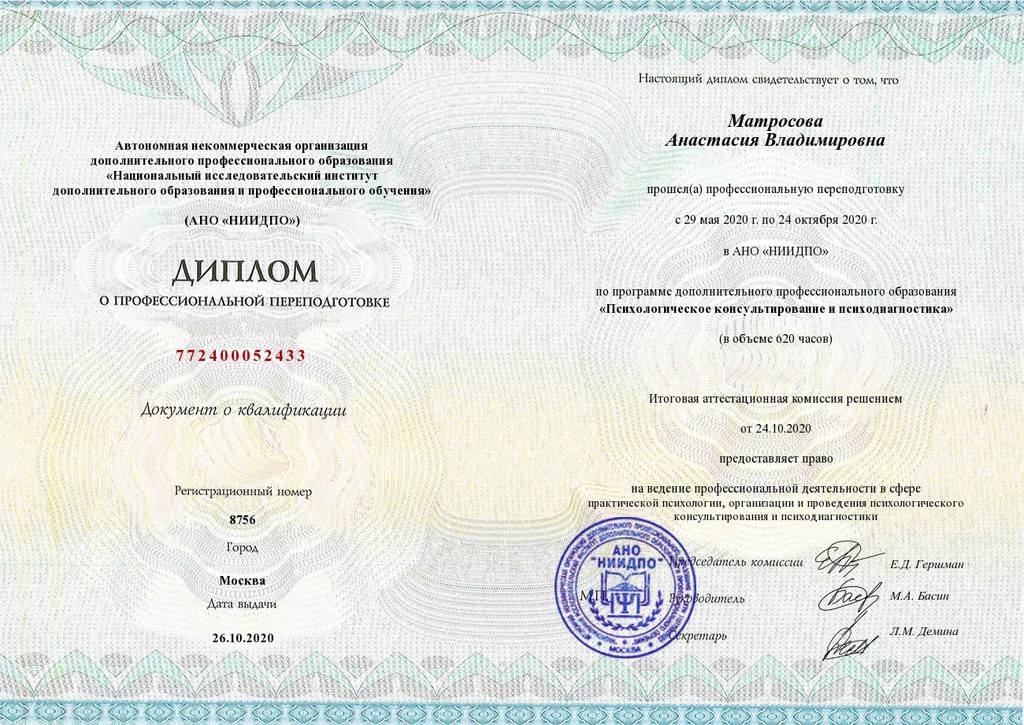 Автономная некоммерческая организация
дополнительного профессионального образования
«Национальный исследовательский институт
дополнительного образования и профессионального обучения»
(АНО «НИИДПО»)
ДИПЛОМ
О ПРОФЕССИОНАЛЬНОЙ ПЕРЕПОДГОТОВКЕ
772400052433
Документ о квалификации
Регистрационный номер
8756
Город
Москва
Дата выдачи
26.10.2020
Настоящий диплом свидетельствует о том, что
Матросова
Анастасия Владимировна
прошел(а) профессиональную переподготовку
с 29 мая 2020 г. по 24 октября 2020 г.
в АНО «НИИДПО»
по программе дополнительного профессионального образования
«Психологическое консультирование и психодиагностика»
(в объеме 620 часов)
Итоговая аттестационная комиссия решением
от 24.10.2020
предоставляет право
на ведение профессиональной деятельности в сфере
практической психологии, организации и проведения психологического
консультирования и психодиагностики
Председатель комиссии Е.Д. Гершман
М.П. Руководитель М.А. Басин
Секретарь Л.М. Демина
АНО
"НИИДПО"
МОСКВА